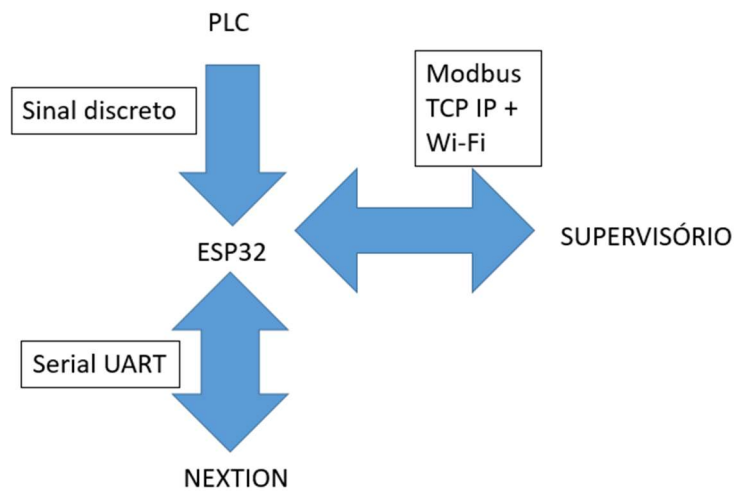 PLC
Sinal discreto
Modbus
TCP IP +
Wi-Fi
ESP32
SUPERVISÓRIO
Serial UART
NEXTION